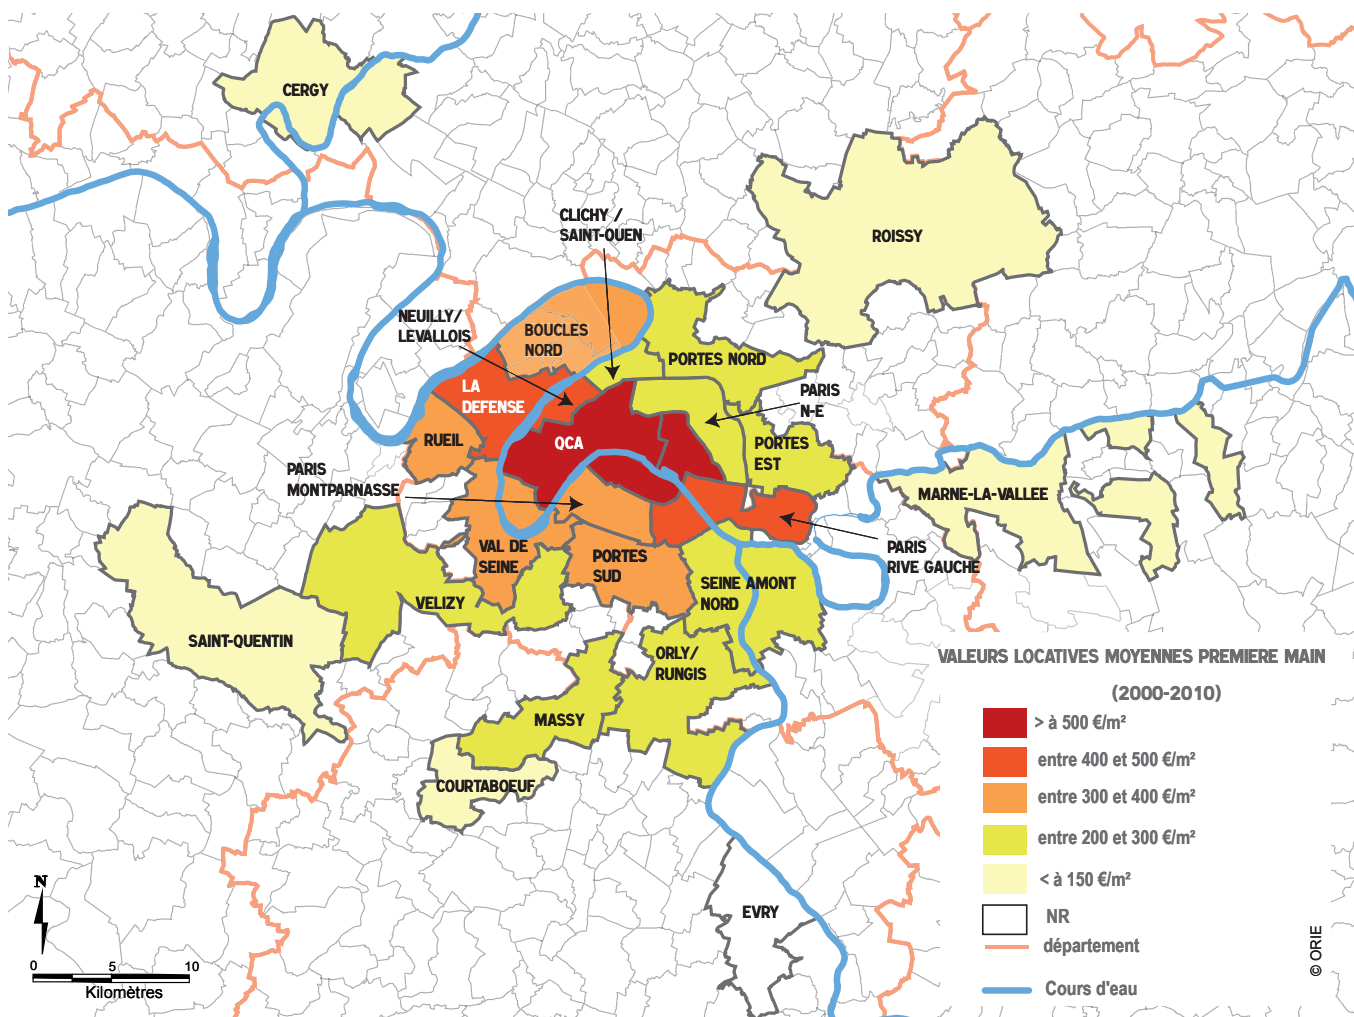 CERGY
CLICHY /
SAINT-OUEN
ROISSY
NEUILLY/
LEVALLOIS
BOUCLES
NORD
PORTES NORD
LA
DEFENSE
PARIS
N-E
RUEIL
QCA
PORTES
EST
PARIS
MONTPARNASSE
MARNE-LA-VALLEE
VAL DE
SEINE
PORTES
SUD
PARIS
RIVE GAUCHE
SEINE AMONT
NORD
VELIZY
SAINT-QUENTIN
ORLY/
RUNGIS
MASSY
COURTABOEUF
EVRY
VALEURS LOCATIVES MOYENNES PREMIERE MAIN
(2000-2010)
> à 500 €/m²
entre 400 et 500 €/m²
entre 300 et 400 €/m²
entre 200 et 300 €/m²
< à 150 €/m²
NR
département
Cours d'eau
N
0 5 10
Kilomètres
© ORIE